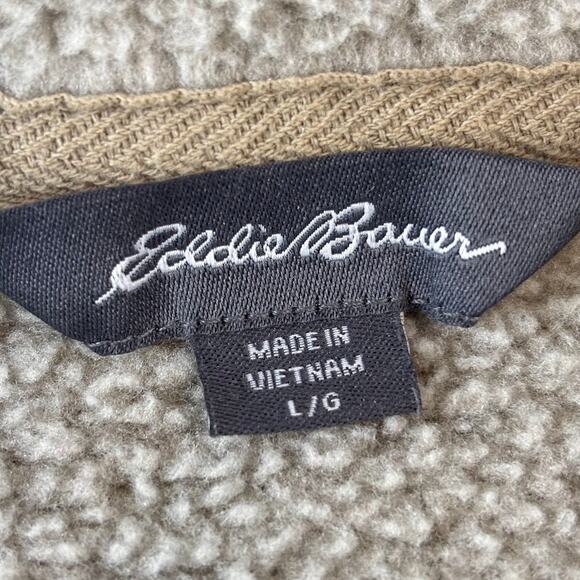 Eddie Bauer
MADE IN
VIETNAM
L/G